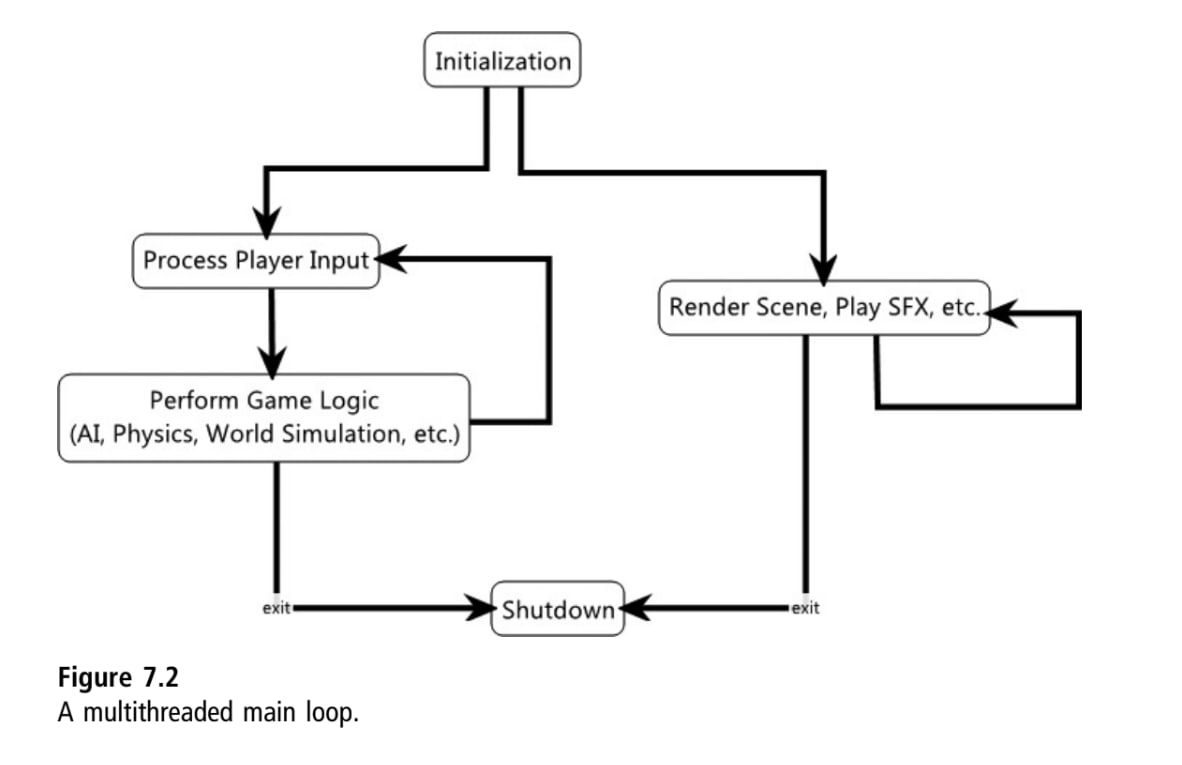 Initialization
Process Player Input
Render Scene, Play SFX, etc.
Perform Game Logic
(AI, Physics, World Simulation, etc.)
exit
Shutdown
exit
Figure 7.2
A multithreaded main loop.